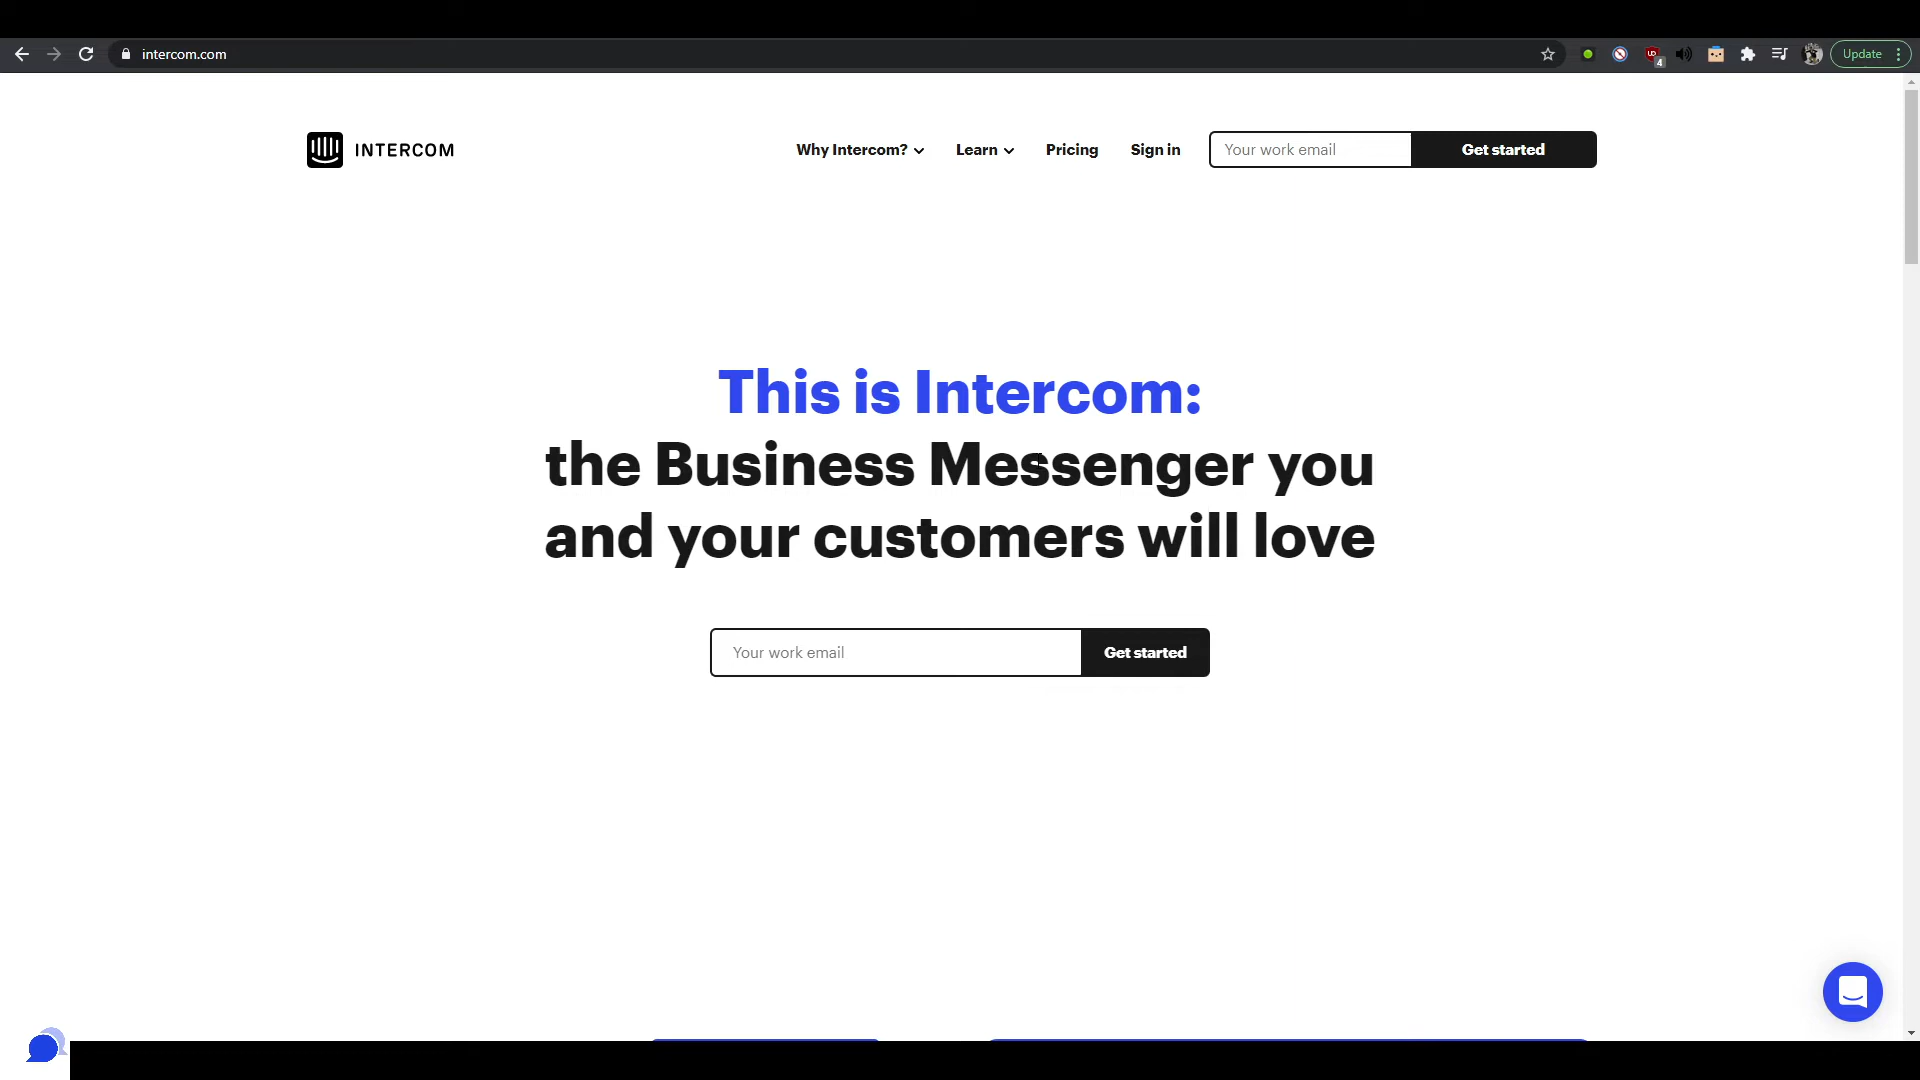 intercom.com
4
Update
INTERCOM
Why Intercom?
Learn
Pricing
Sign in
Your work email
Get started
This is Intercom:
the Business Messenger you
and your customers will love
Your work email
Get started